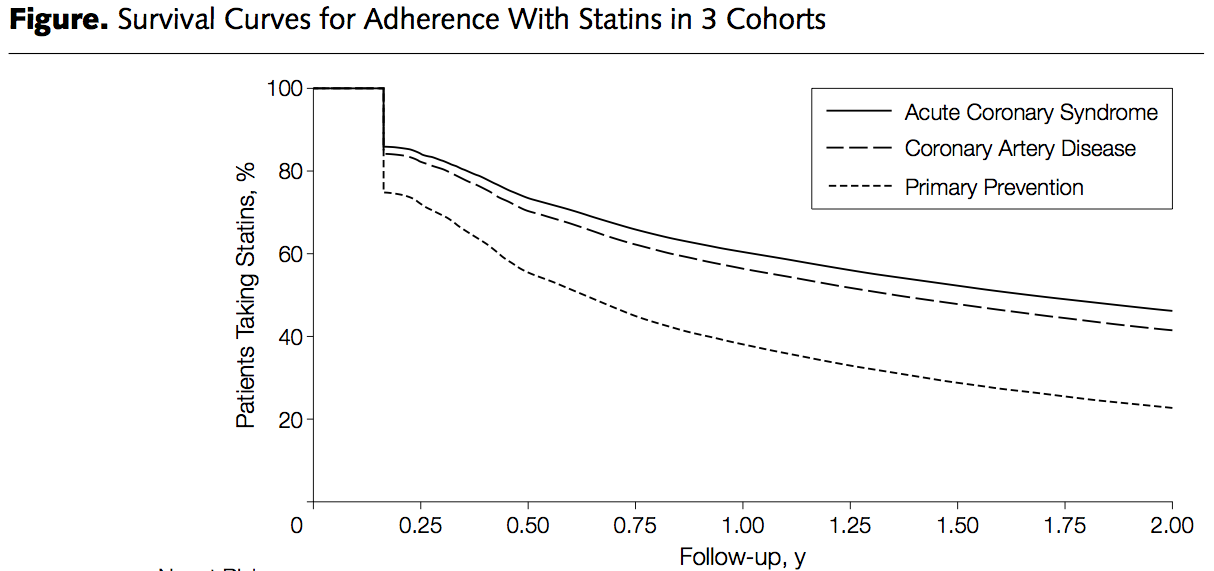 Figure. Survival Curves for Adherence With Statins in 3 Cohorts
100
80
60
40
20
Patients Taking Statins, %
Acute Coronary Syndrome
Coronary Artery Disease
Primary Prevention
0 0.25 0.50 0.75 1.00 1.25 1.50 1.75 2.00
Follow-up, y